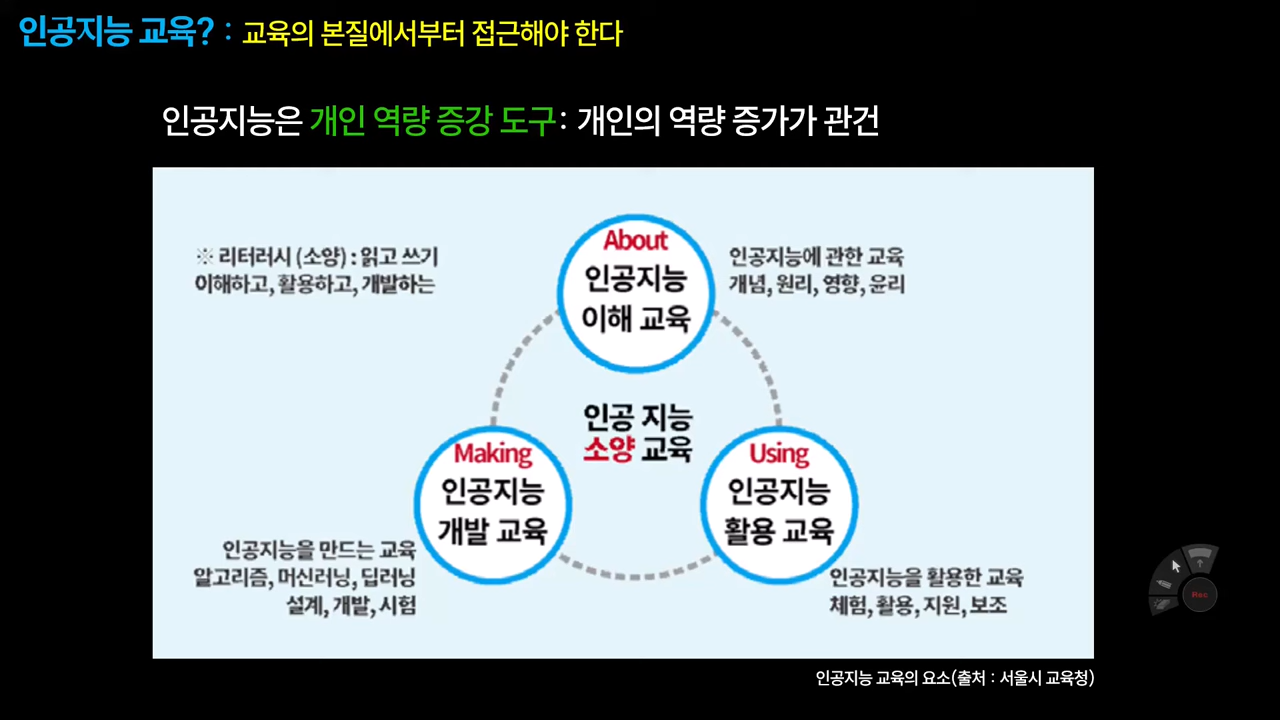 인공지능 교육? : 교육의 본질에서부터 접근해야 한다
인공지능은 개인 역량 증강 도구: 개인의 역량 증가가 관건
※ 리터러시 (소양) : 읽고 쓰기
이해하고, 활용하고, 개발하는
About
인공지능
이해 교육
인공지능에 관한 교육
개념, 원리, 영향, 윤리
인공 지능
소양 교육
Making
인공지능
개발 교육
인공지능을 만드는 교육
알고리즘, 머신러닝, 딥러닝
설계, 개발, 시험
Using
인공지능
활용 교육
인공지능을 활용한 교육
체험, 활용, 지원, 보조
Rec
인공지능 교육의 요소(출처 : 서울시 교육청)